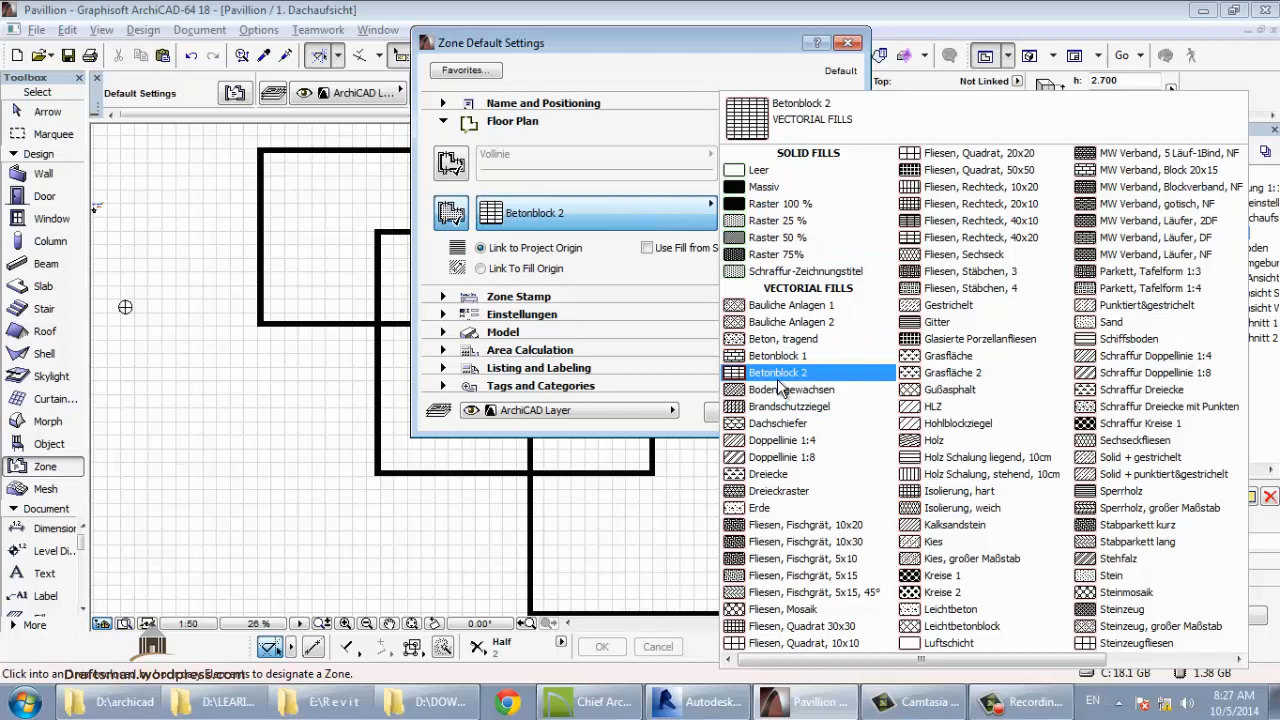 Pavillion - Graphisoft ArchiCAD-64 18 - [Pavillion / 1. Dachaufsicht]
File Edit View Design Document Options Teamwork Window
Toolbox
Select
Arrow
Marquee
Design
Wall
Door
Window
Column
Beam
Slab
Stair
Roof
Shell
Skylight
Curtain...
Morph
Object
Zone
Mesh
Document
Dimension
Level Di...
Text
Label
More
Default Settings
ArchiCAD L...
Go
Top:
Not Linked
h:
2.700
Zone Default Settings
Favorites...
Default
Name and Positioning
Floor Plan
Vollinie
Betonblock 2
Link to Project Origin
Use Fill from S
Link To Fill Origin
Zone Stamp
Einstellungen
Model
Area Calculation
Listing and Labeling
Tags and Categories
ArchiCAD Layer
Betonblock 2
VECTORIAL FILLS
SOLID FILLS
Leer
Massiv
Raster 100 %
Raster 25 %
Raster 50 %
Raster 75%
Schraffur-Zeichnungstitel
VECTORIAL FILLS
Bauliche Anlagen 1
Bauliche Anlagen 2
Beton, tragend
Betonblock 1
Betonblock 2
Boden, gewachsen
Brandschutzziegel
Dachschiefer
Doppellinie 1:4
Doppellinie 1:8
Dreiecke
Dreieckraster
Erde
Fliesen, Fischgrät, 10x20
Fliesen, Fischgrät, 10x30
Fliesen, Fischgrät, 5x10
Fliesen, Fischgrät, 5x15
Fliesen, Fischgrät, 5x15, 45°
Fliesen, Mosaik
Fliesen, Quadrat 30x30
Fliesen, Quadrat, 10x10
Fliesen, Quadrat, 20x20
Fliesen, Quadrat, 50x50
Fliesen, Rechteck, 10x20
Fliesen, Rechteck, 20x10
Fliesen, Rechteck, 40x10
Fliesen, Rechteck, 40x20
Fliesen, Sechseck
Fliesen, Stäbchen, 3
Fliesen, Stäbchen, 4
Gestrichelt
Gitter
Glasierte Porzellanfliesen
Grasfläche
Grasfläche 2
Gußasphalt
HLZ
Hohlblockziegel
Holz
Holz Schalung liegend, 10cm
Holz Schalung, stehend, 10cm
Isolierung, hart
Isolierung, weich
Kalksandstein
Kies
Kies, großer Maßstab
Kreise 1
Kreise 2
Leichtbeton
Leichtbetonblock
Luftschicht
MW Verband, 5 Läuf-1Bind, NF
MW Verband, Block 20x15
MW Verband, Blockverband, NF
MW Verband, gotisch, NF
MW Verband, Läufer, 2DF
MW Verband, Läufer, DF
MW Verband, Läufer, NF
Parkett, Tafelform 1:3
Parkett, Tafelform 1:4
Punktiert&gestrichelt
Sand
Schiffsboden
Schraffur Doppellinie 1:4
Schraffur Doppellinie 1:8
Schraffur Dreiecke
Schraffur Dreiecke mit Punkten
Schraffur Kreise 1
Sechseckfliesen
Solid + gestrichelt
Solid + punktiert&gestrichelt
Sperrholz
Sperrholz, großer Maßstab
Stabparkett kurz
Stabparkett lang
Stehfalz
Stein
Steinmosaik
Steinzeug
Steinzeug, großer Maßstab
Steinzeugfliesen
1:50
26 %
0.00°
Half
2
OK
Cancel
Click into an
to designate a Zone.
Draftsman.wordpress.com
C: 18.1 GB
1.38 GB
D:\archicad
D:\LEARI...
E:\R e v i t
D:\DOW...
Chief Arc...
Autodesk...
Pavillion ...
Camtasia ...
Recordin...
EN
8:27 AM
10/5/2014